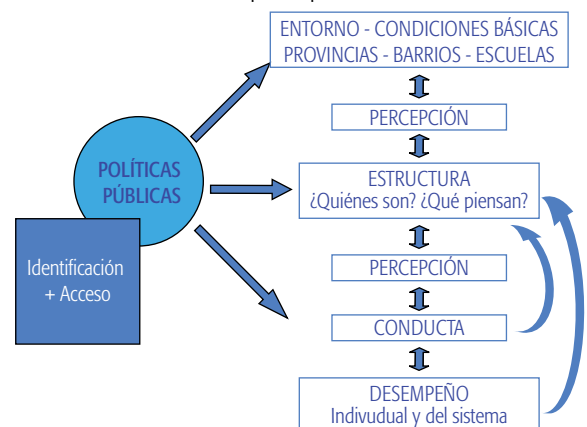 ENTORNO - CONDICIONES BÁSICAS
PROVINCIAS - BARRIOS - ESCUELAS
PERCEPCIÓN
POLÍTICAS
PÚBLICAS
ESTRUCTURA
¿Quiénes son? ¿Qué piensan?
Identificación
+ Acceso
PERCEPCIÓN
CONDUCTA
DESEMPEÑO
Indivudual y del sistema